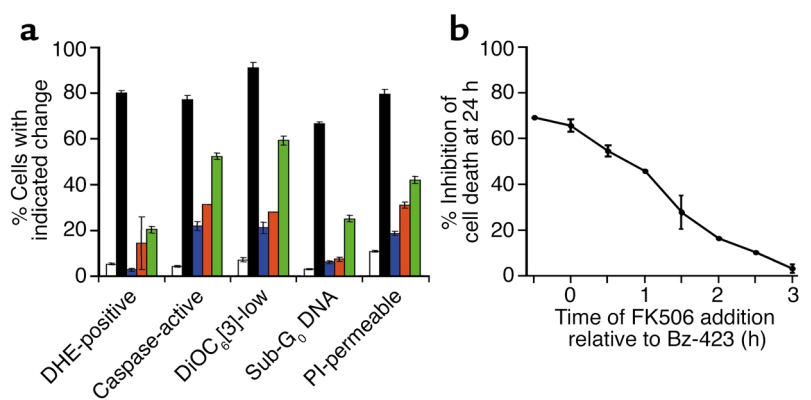 a
% Cells with
indicated change
100
80
60
40
20
0
DHE-positive
Caspase-active
DiOC₆[3]-low
Sub-G₀ DNA
PI-permeable
b
% Inhibition of
cell death at 24 h
100
80
60
40
20
0
0 1 2 3
Time of FK506 addition
relative to Bz-423 (h)